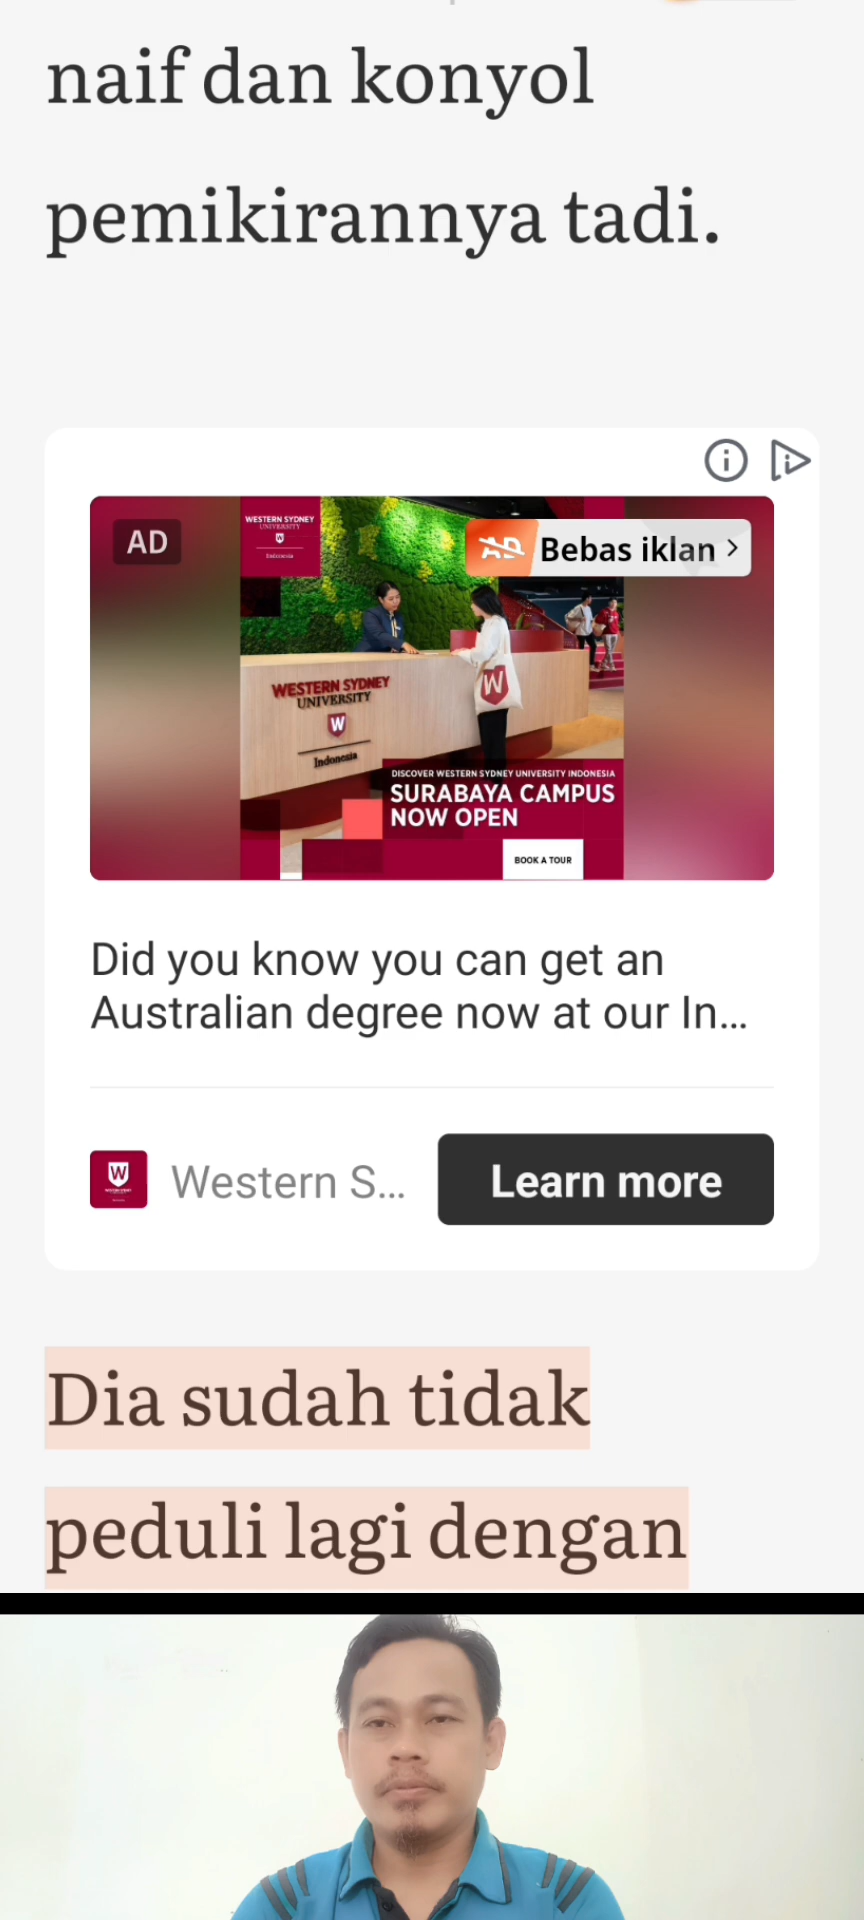 naif dan konyol
pemikirannya tadi.
AD
WESTERN SYDNEY
UNIVERSITY
W
Indonesia
Bebas iklan
WESTERN SYDNEY
UNIVERSITY
W
Indonesia
W
DISCOVER WESTERN SYDNEY UNIVERSITY INDONESIA
SURABAYA CAMPUS
NOW OPEN
BOOK A TOUR
Did you know you can get an
Australian degree now at our In...
W
Western S...
Learn more
Dia sudah tidak
peduli lagi dengan